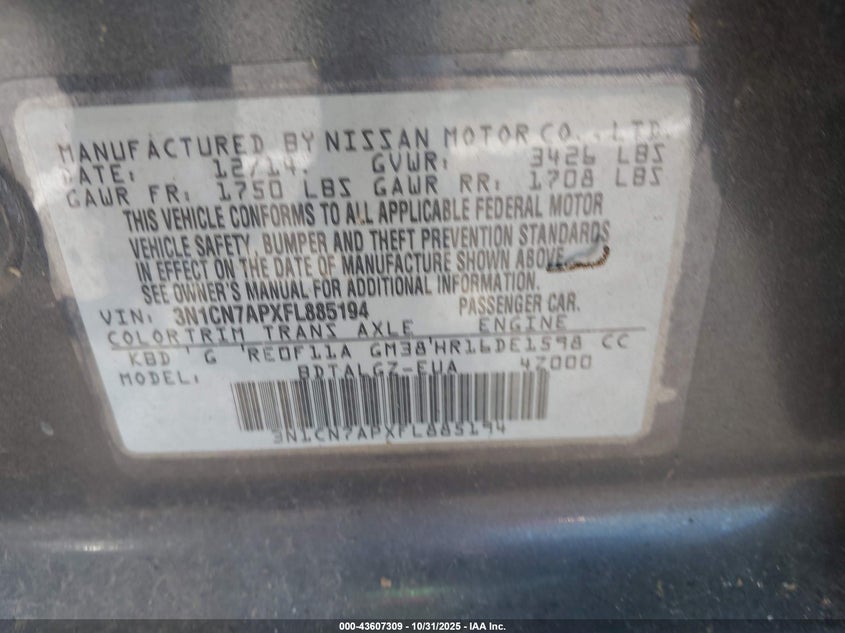 MANUFACTURED BY NISSAN MOTOR CO., LTD.
DATE: 12/14. GVWR: 3426 LBS
GAWR FR: 1750 LBS GAWR RR: 1708 LBS
THIS VEHICLE CONFORMS TO ALL APPLICABLE FEDERAL MOTOR
VEHICLE SAFETY, BUMPER AND THEFT PREVENTION STANDARDS
IN EFFECT ON THE DATE OF MANUFACTURE SHOWN ABOVE.
SEE OWNER'S MANUAL FOR ADDITIONAL INFORMATION.
VIN: 3N1CN7APXFL885194 PASSENGER CAR.
COLOR TRIM TRANS AXLE ENGINE
KBD ' G 'RE0F11A GM38'HR16DE1598 CC
MODEL: BDTALGZ-EUA 4Z000
3N1CN7APXFL885194
000-43607309 - 10/31/2025 - IAA Inc.